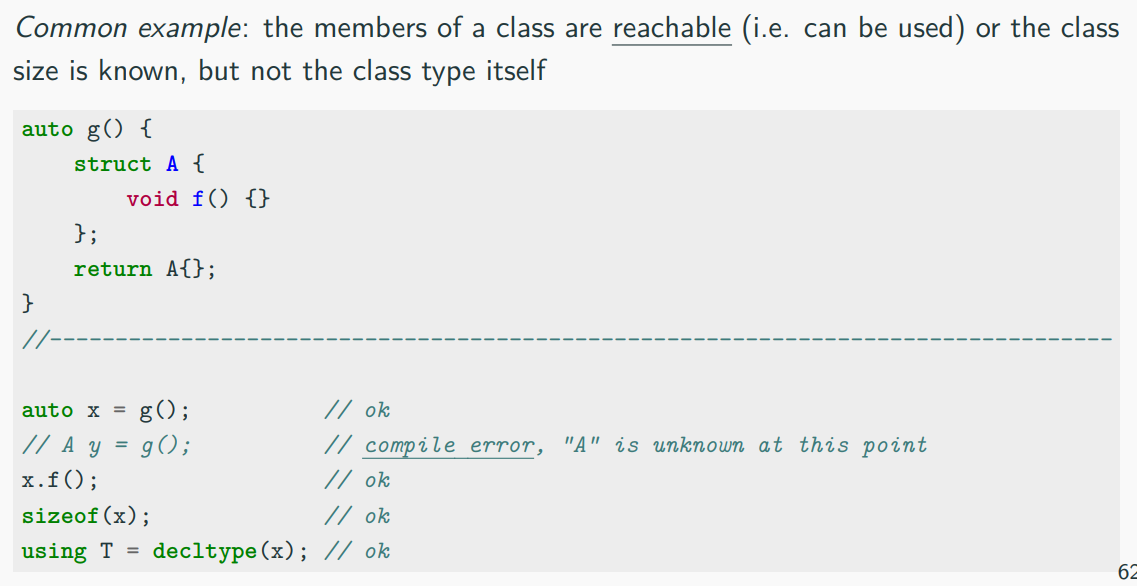 Common example: the members of a class are reachable (i.e. can be used) or the class
size is known, but not the class type itself
auto g() {
    struct A {
        void f() {}
    };
    return A{};
}
//--------------------------------------------------------------------------------
auto x = g();          // ok
// A y = g();          // compile error, "A" is unknown at this point
x.f();                 // ok
sizeof(x);             // ok
using T = decltype(x); // ok
62